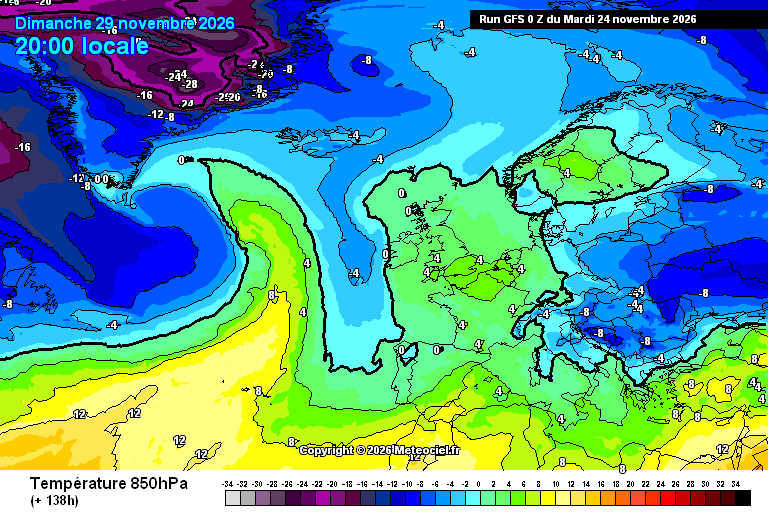 Dimanche 29 novembre 2026
20:00 locale
Run GFS 0 Z du Mardi 24 novembre 2026
Copyright © 2026 Meteociel.fr
Température 850hPa
(+ 138h)
-34 -32 -30 -28 -26 -24 -22 -20 -18 -16 -14 -12 -10 -8 -6 -4 -2 0 2 4 6 8 10 12 14 16 18 20 22 24 26 28 30 32 34